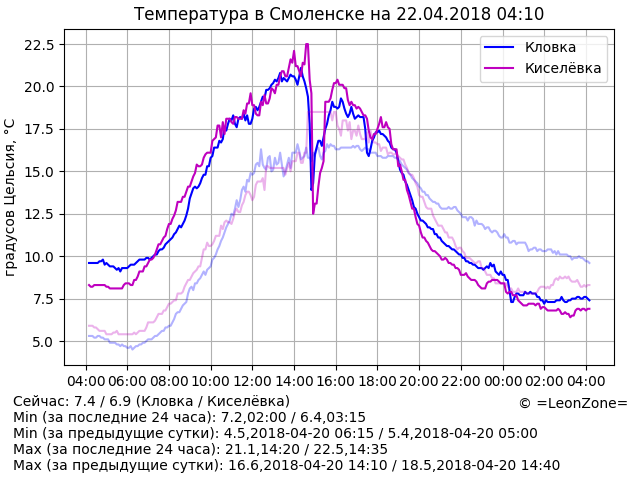 Температура в Смоленске на 22.04.2018 04:10
Кловка
Киселёвка
градусов Цельсия, °C
22.5
20.0
17.5
15.0
12.5
10.0
7.5
5.0
04:00 06:00 08:00 10:00 12:00 14:00 16:00 18:00 20:00 22:00 00:00 02:00 04:00
Сейчас: 7.4 / 6.9 (Кловка / Киселёвка)
© =LeonZone=
Min (за последние 24 часа): 7.2,02:00 / 6.4,03:15
Min (за предыдущие сутки): 4.5,2018-04-20 06:15 / 5.4,2018-04-20 05:00
Max (за последние 24 часа): 21.1,14:20 / 22.5,14:35
Max (за предыдущие сутки): 16.6,2018-04-20 14:10 / 18.5,2018-04-20 14:40